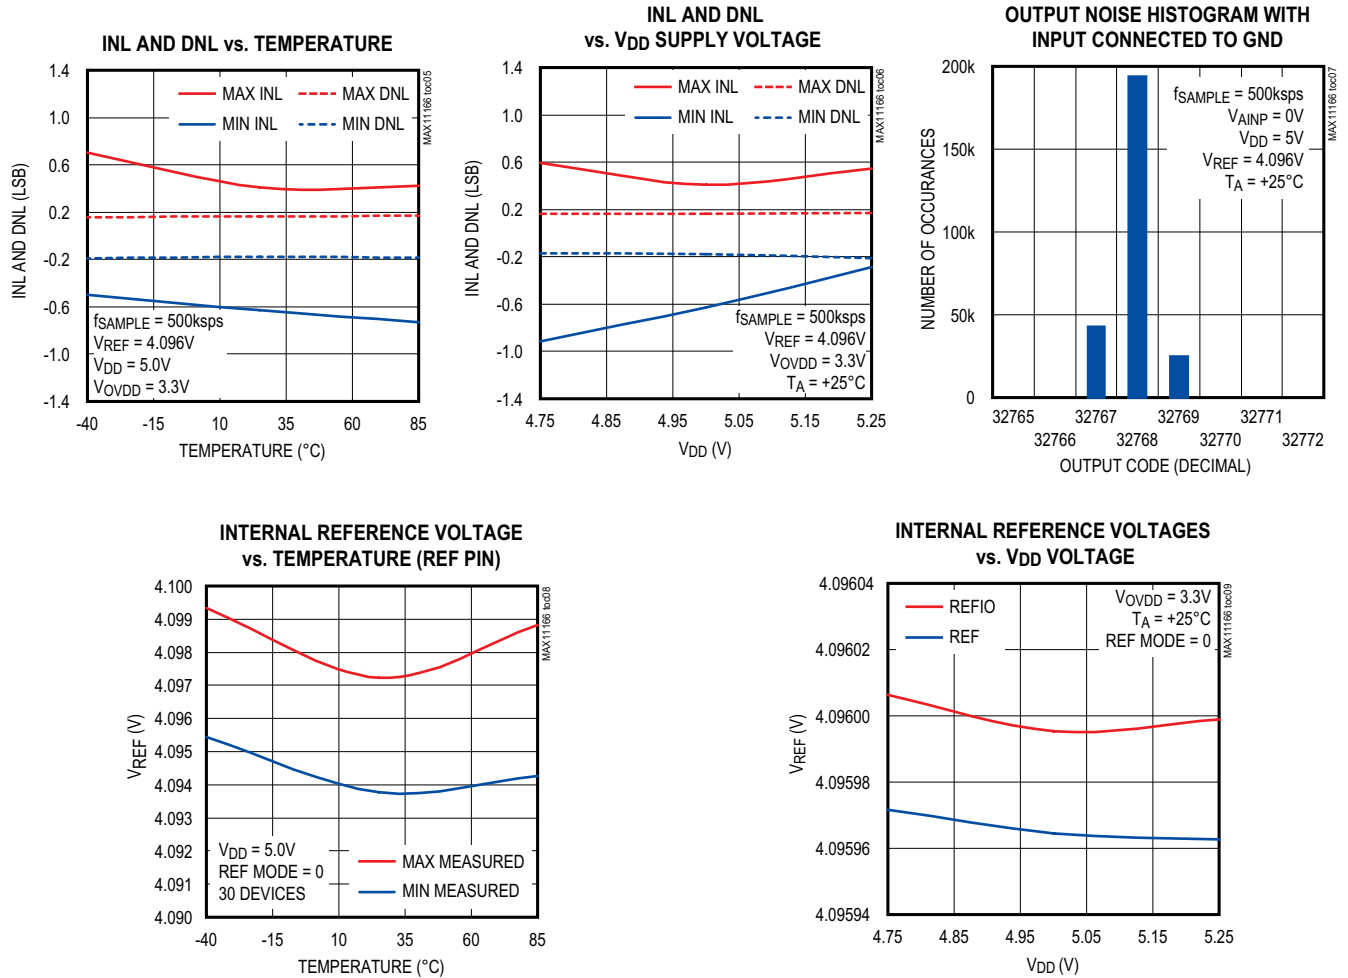 INL AND DNL vs. TEMPERATURE
MAX11166 toc05
1.4
1.0
0.6
0.2
-0.2
-0.6
-1.0
-1.4
INL AND DNL (LSB)
MAX INL
MAX DNL
MIN INL
MIN DNL
fSAMPLE = 500ksps
VREF = 4.096V
VDD = 5.0V
VOVDD = 3.3V
-40 -15 10 35 60 85
TEMPERATURE (°C)
INL AND DNL
vs. VDD SUPPLY VOLTAGE
MAX11166 toc06
1.4
1.0
0.6
0.2
-0.2
-0.6
-1.0
-1.4
INL AND DNL (LSB)
MAX INL
MAX DNL
MIN INL
MIN DNL
fSAMPLE = 500ksps
VREF = 4.096V
VOVDD = 3.3V
TA = +25°C
4.75 4.85 4.95 5.05 5.15 5.25
VDD (V)
OUTPUT NOISE HISTOGRAM WITH
INPUT CONNECTED TO GND
MAX11166 toc07
200k
150k
100k
50k
0
NUMBER OF OCCURANCES
fSAMPLE = 500ksps
VAINP = 0V
VDD = 5V
VREF = 4.096V
TA = +25°C
32765 32767 32769 32771
32766 32768 32770 32772
OUTPUT CODE (DECIMAL)
INTERNAL REFERENCE VOLTAGE
vs. TEMPERATURE (REF PIN)
MAX11166 toc08
4.100
4.099
4.098
4.097
4.096
4.095
4.094
4.093
4.092
4.091
4.090
VREF (V)
VDD = 5.0V
REF MODE = 0
30 DEVICES
MAX MEASURED
MIN MEASURED
-40 -15 10 35 60 85
TEMPERATURE (°C)
INTERNAL REFERENCE VOLTAGES
vs. VDD VOLTAGE
MAX11166 toc09
4.09604
4.09602
4.09600
4.09598
4.09596
4.09594
VREF (V)
REFIO
REF
VOVDD = 3.3V
TA = +25°C
REF MODE = 0
4.75 4.85 4.95 5.05 5.15 5.25
VDD (V)